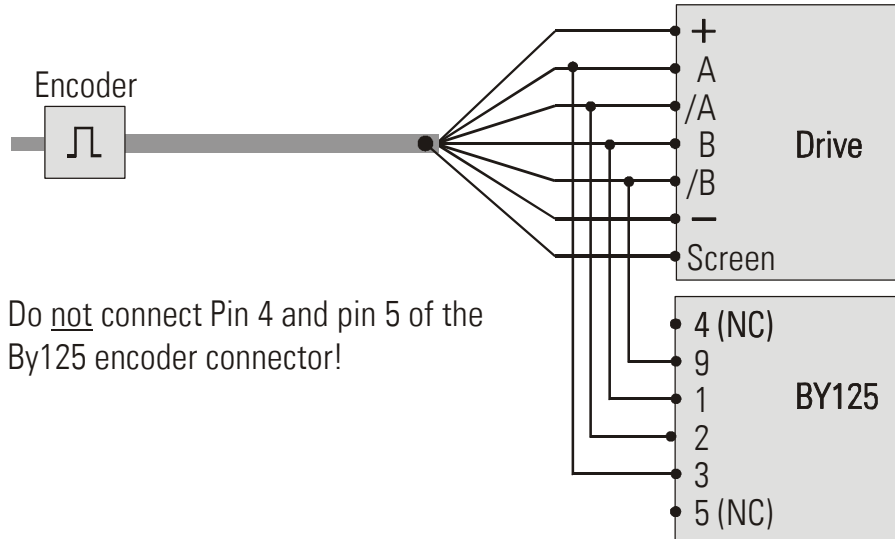 Encoder
+
A
/A
B
/B
−
Screen
Drive
Do not connect Pin 4 and pin 5 of the
By125 encoder connector!
4 (NC)
9
1
2
3
5 (NC)
BY125